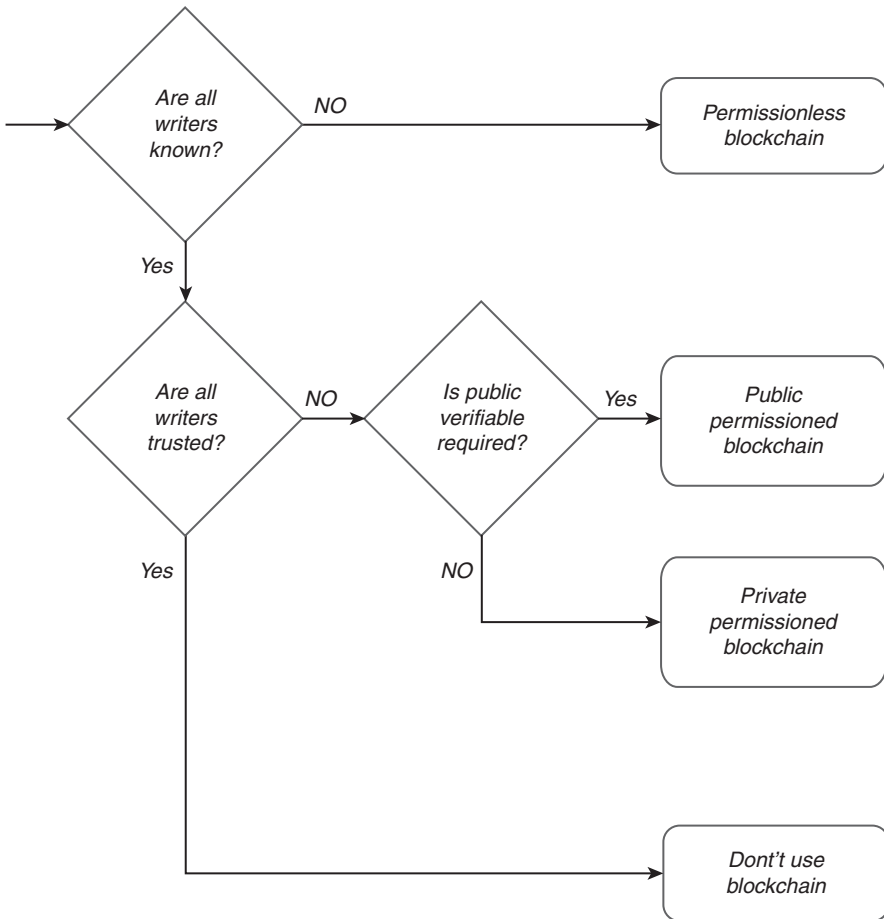 Are all
writers
known?
NO
Permissionless
blockchain
Yes
Are all
writers
trusted?
NO
Is public
verifiable
required?
Yes
Public
permissioned
blockchain
Yes
NO
Private
permissioned
blockchain
Dont't use
blockchain